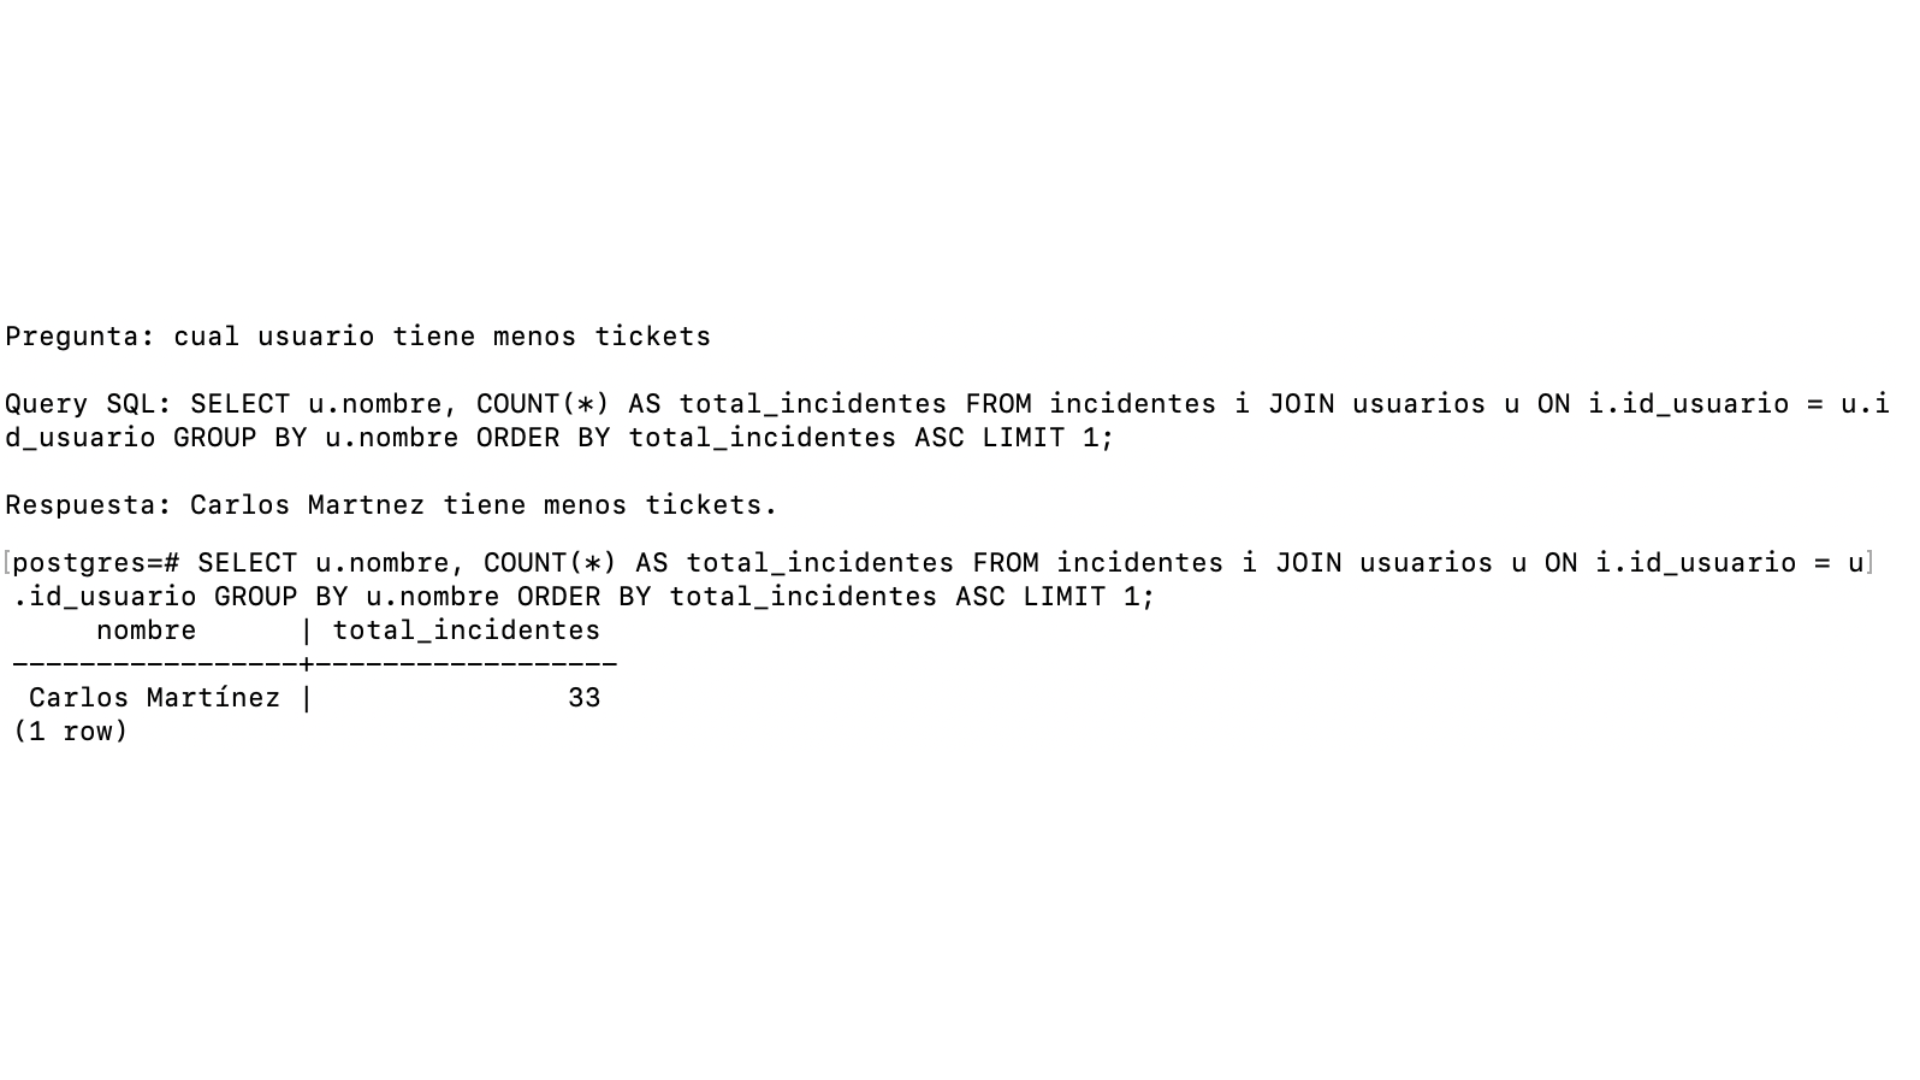 Pregunta: cual usuario tiene menos tickets
Query SQL: SELECT u.nombre, COUNT(*) AS total_incidentes FROM incidentes i JOIN usuarios u ON i.id_usuario = u.i
d_usuario GROUP BY u.nombre ORDER BY total_incidentes ASC LIMIT 1;
Respuesta: Carlos Martnez tiene menos tickets.
[postgres=# SELECT u.nombre, COUNT(*) AS total_incidentes FROM incidentes i JOIN usuarios u ON i.id_usuario = u]
.id_usuario GROUP BY u.nombre ORDER BY total_incidentes ASC LIMIT 1;
     nombre      | total_incidentes
-----------------+------------------
 Carlos Martínez |               33
(1 row)